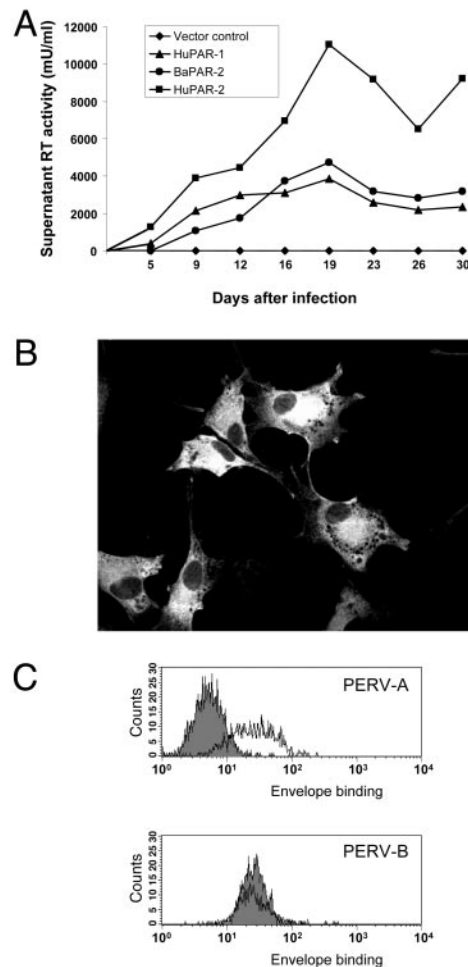 A
Supernatant RT activity (mU/ml)
12000
10000
8000
6000
4000
2000
0
Vector control
HuPAR-1
BaPAR-2
HuPAR-2
5 9 12 16 19 23 26 30
Days after infection
B
C
Counts
0 5 10 15 20 25 30
PERV-A
10⁰ 10¹ 10² 10³ 10⁴
Envelope binding
Counts
0 5 10 15 20 25 30
PERV-B
10⁰ 10¹ 10² 10³ 10⁴
Envelope binding